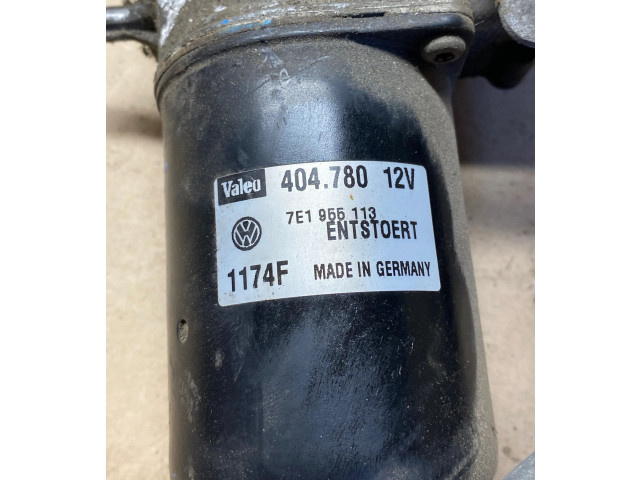 Valeo 404.780 12V
7E1 955 113
ENTSTOERT
1174F MADE IN GERMANY